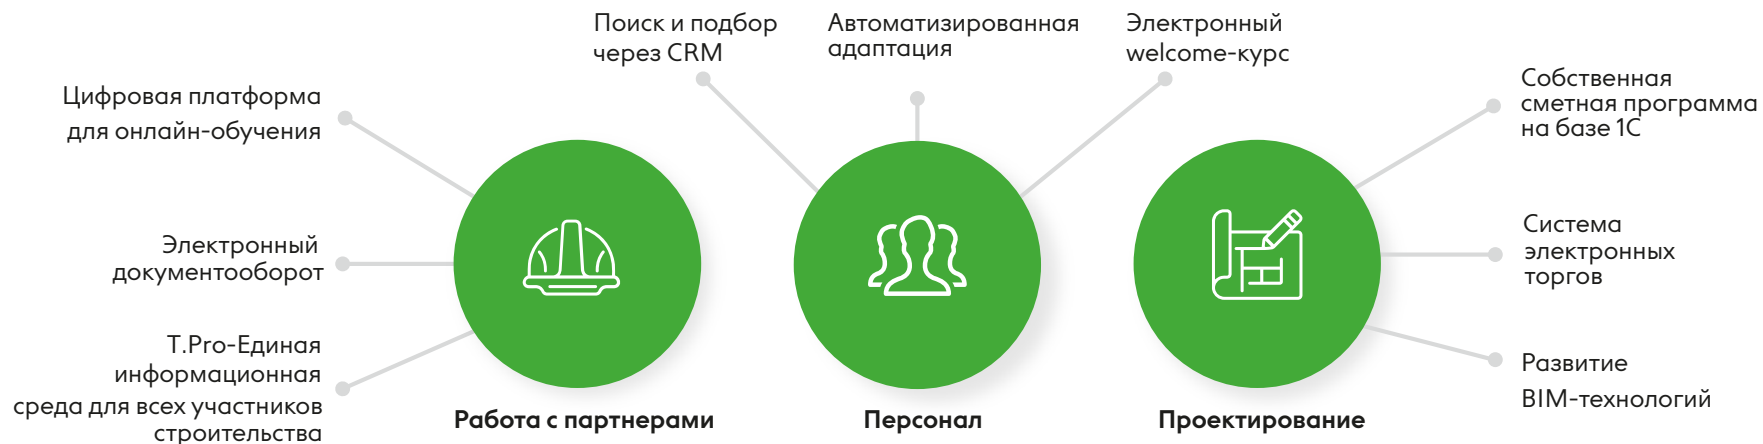 Цифровая платформа
для онлайн-обучения
Электронный
документооборот
T.Pro-Единая
информационная
среда для всех участников
строительства
Работа с партнерами
Поиск и подбор
через CRM
Автоматизированная
адаптация
Электронный
welcome-курс
Персонал
Собственная
сметная программа
на базе 1С
Система
электронных
торгов
Развитие
BIM-технологий
Проектирование